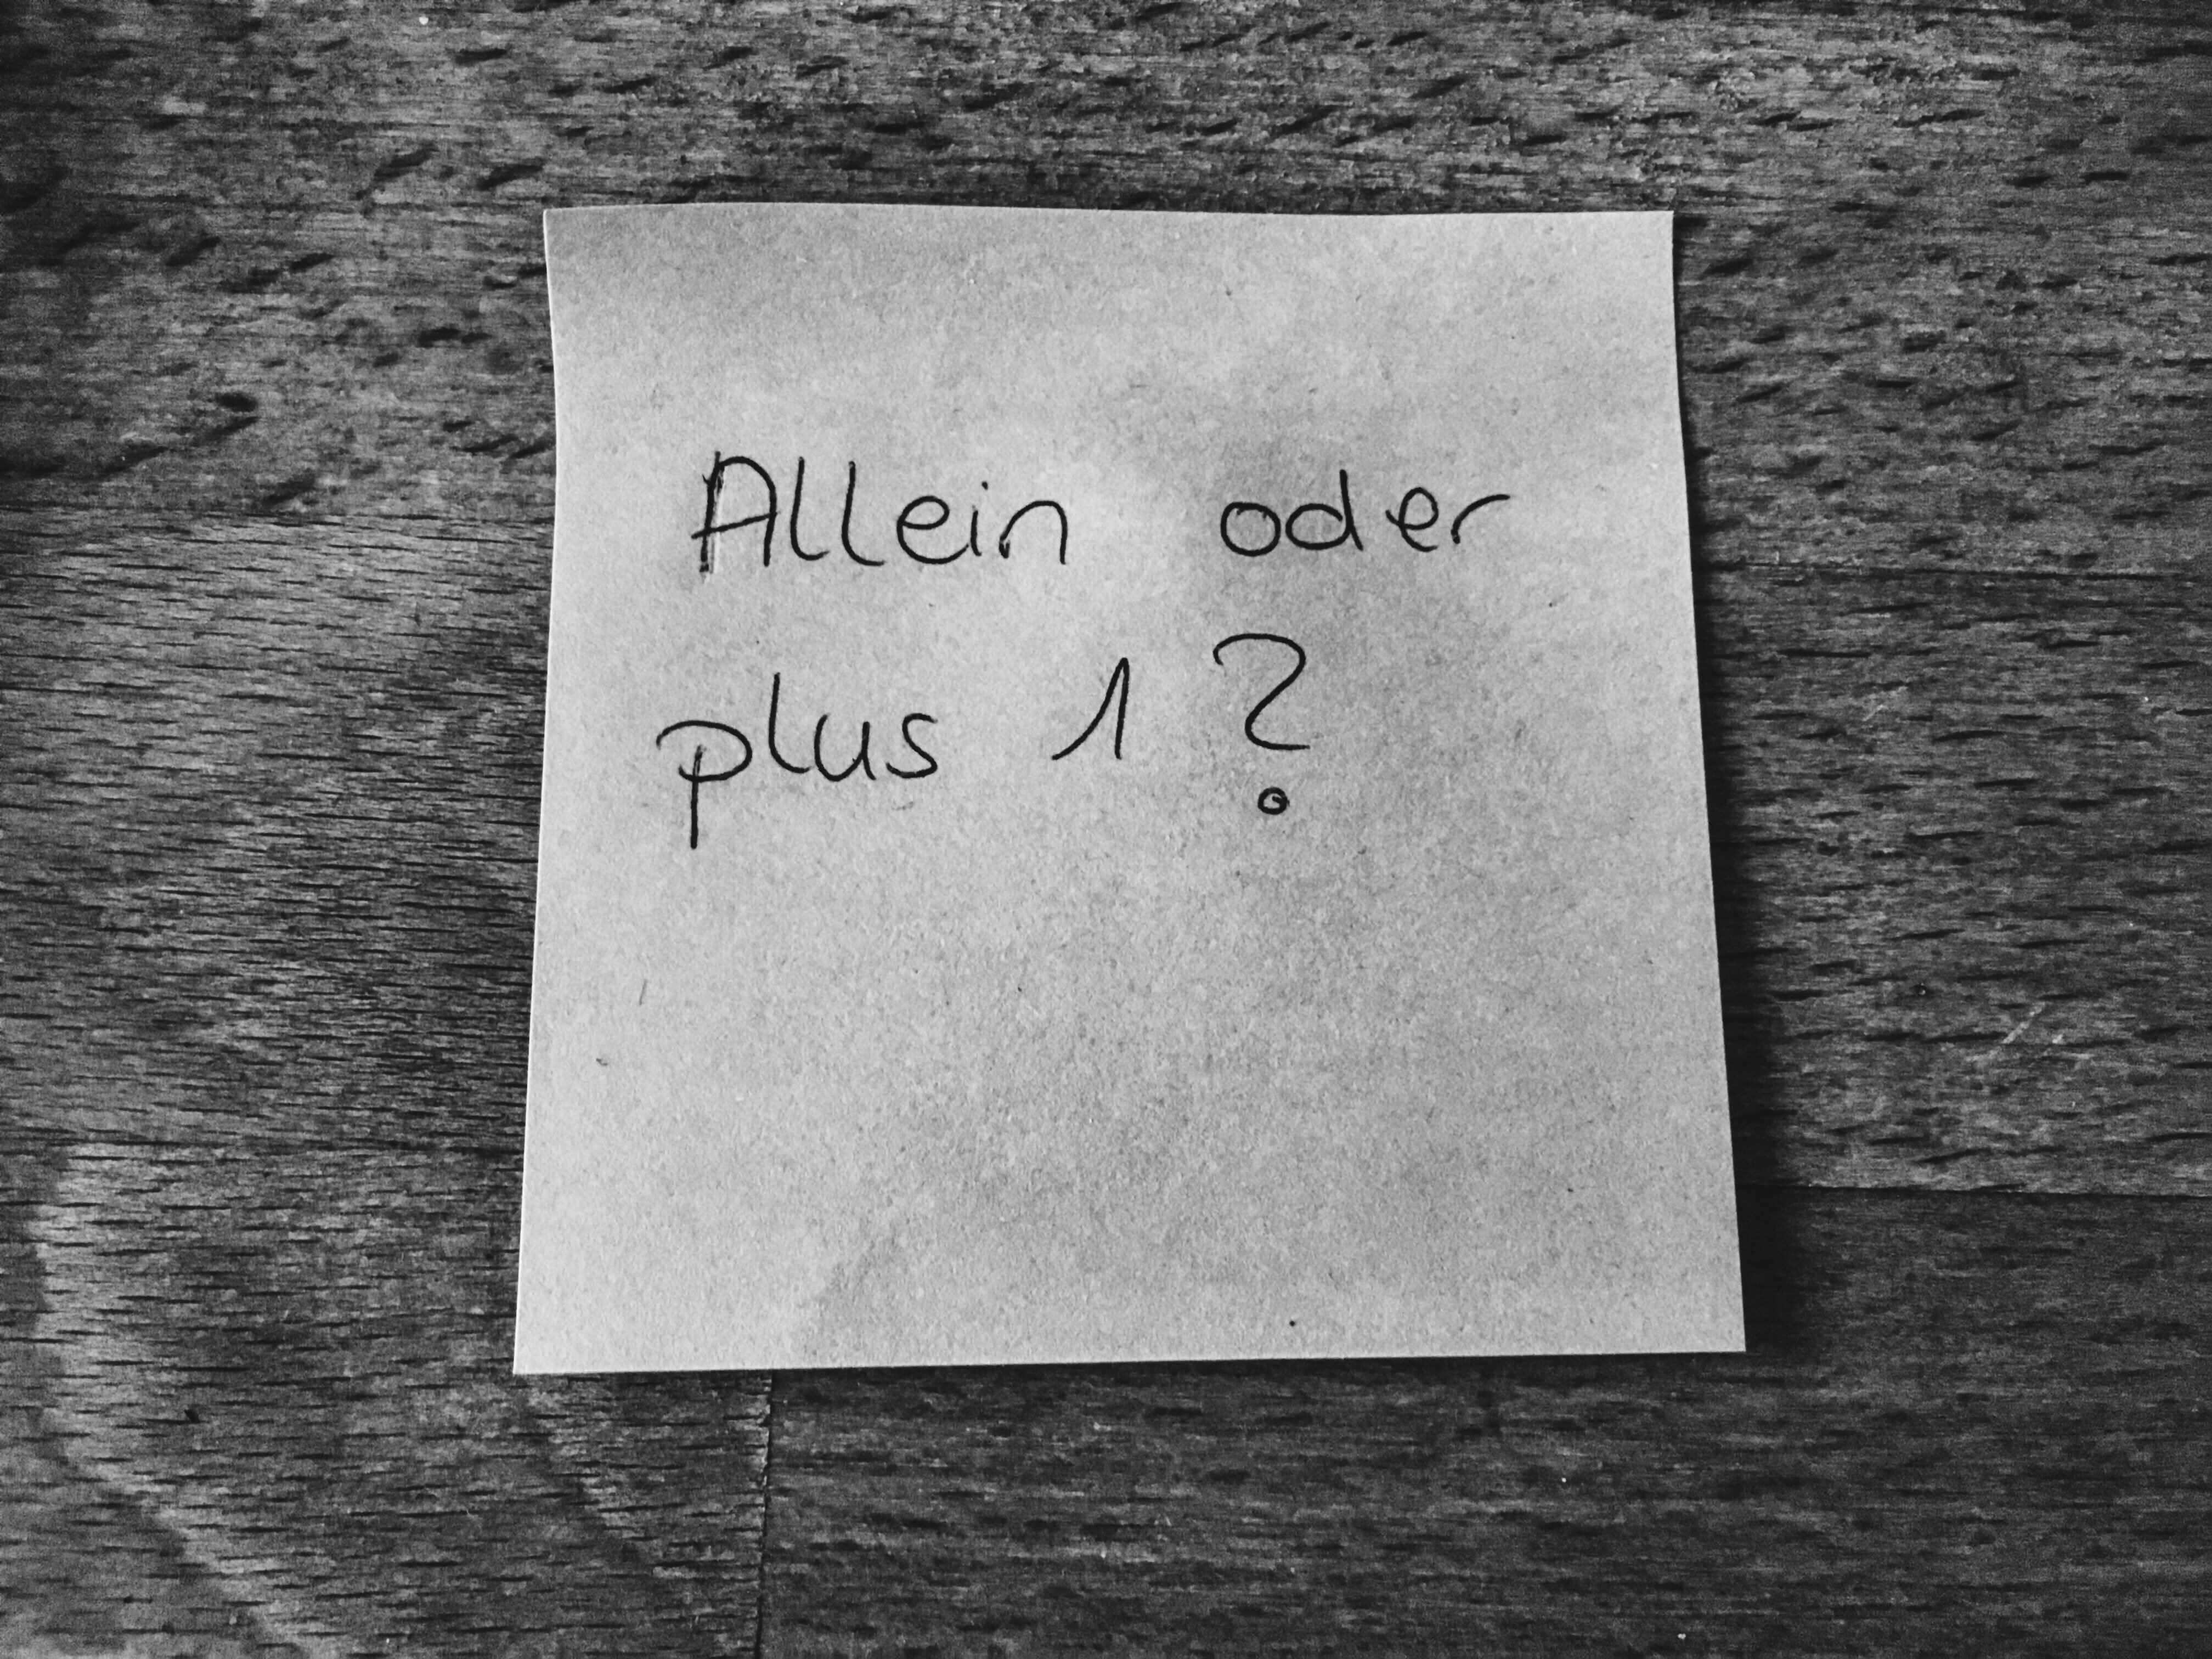 Allein oder
plus 1?